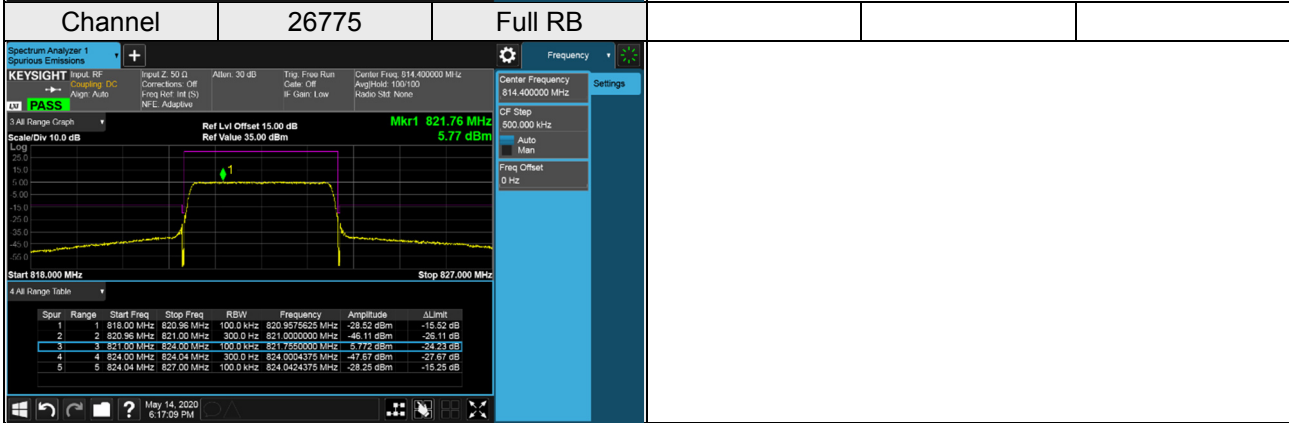 Channel 26775 Full RB
Spectrum Analyzer 1
Spurious Emissions
+
Frequency
KEYSIGHT Input: RF Input Z: 50 Ω Atten: 30 dB Trig: Free Run Center Freq: 814.400000 MHz
Coupling: DC Corrections: Off Gate: Off Avg|Hold: 100/100
Align: Auto Freq Ref: Int (S) IF Gain: Low Radio Std: None
NFE: Adaptive
PASS
Center Frequency
814.400000 MHz
Settings
CF Step
500.000 kHz
Auto
Man
Freq Offset
0 Hz
3 All Range Graph
Ref Lvl Offset 15.00 dB Mkr1 821.76 MHz
Scale/Div 10.0 dB Ref Value 35.00 dBm 5.77 dBm
Log
25.0
15.0
5.00
-5.00
-15.0
-25.0
-35.0
-45.0
-55.0
1
Start 818.000 MHz Stop 827.000 MHz
4 All Range Table
Spur Range Start Freq Stop Freq RBW Frequency Amplitude ΔLimit
1 1 818.00 MHz 820.96 MHz 100.0 kHz 820.9575625 MHz -28.52 dBm -15.52 dB
2 2 820.96 MHz 821.00 MHz 300.0 Hz 821.0000000 MHz -46.11 dBm -26.11 dB
3 3 821.00 MHz 824.00 MHz 100.0 kHz 821.7550000 MHz 5.772 dBm -24.23 dB
4 4 824.00 MHz 824.04 MHz 300.0 Hz 824.0004375 MHz -47.67 dBm -27.67 dB
5 5 824.04 MHz 827.00 MHz 100.0 kHz 824.0424375 MHz -28.25 dBm -15.25 dB
? May 14, 2020
6:17:09 PM